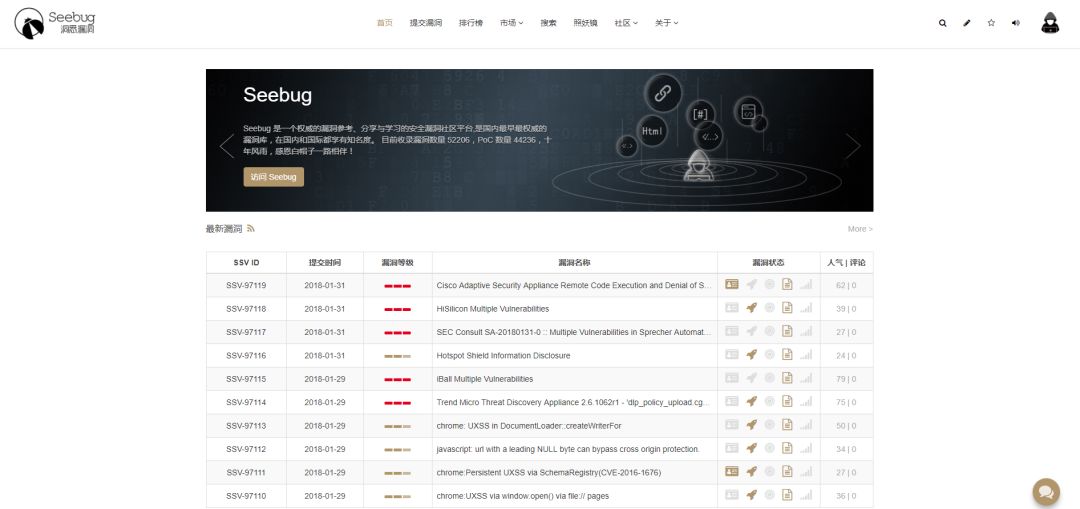 Seebug
洞悉漏洞
首页 提交漏洞 排行榜 市场 搜索 照妖镜 社区 关于
Seebug
Seebug 是一个权威的漏洞参考、分享与学习的安全漏洞社区平台,是国内最早最权威的
漏洞库，在国内和国际都享有知名度。 目前收录漏洞数量 52206，PoC 数量 44236，十
年风雨，感恩白帽子一路相伴！
访问 Seebug
Html
[#]
<...>
<...>
最新漏洞 More >
SSV ID 提交时间 漏洞等级 漏洞名称 漏洞状态 人气 | 评论
SSV-97119 2018-01-31 Cisco Adaptive Security Appliance Remote Code Execution and Denial of S... 62 | 0
SSV-97118 2018-01-31 HiSilicon Multiple Vulnerabilities 39 | 0
SSV-97117 2018-01-31 SEC Consult SA-20180131-0 :: Multiple Vulnerabilities in Sprecher Automat... 27 | 0
SSV-97116 2018-01-31 Hotspot Shield Information Disclosure 24 | 0
SSV-97115 2018-01-29 iBall Multiple Vulnerabilities 79 | 0
SSV-97114 2018-01-29 Trend Micro Threat Discovery Appliance 2.6.1062r1 - 'dlp_policy_upload.cg... 75 | 0
SSV-97113 2018-01-29 chrome: UXSS in DocumentLoader::createWriterFor 50 | 0
SSV-97112 2018-01-29 javascript: url with a leading NULL byte can bypass cross origin protection. 34 | 0
SSV-97111 2018-01-29 chrome:Persistent UXSS via SchemaRegistry(CVE-2016-1676) 27 | 0
SSV-97110 2018-01-29 chrome:UXSS via window.open() via file:// pages 36 | 0